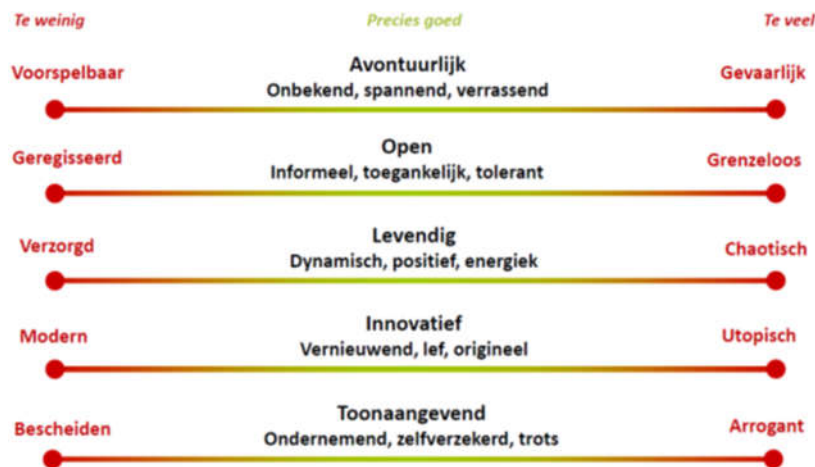 Te weinig Precies goed Te veel
Voorspelbaar Avontuurlijk Gevaarlijk
Onbekend, spannend, verrassend
Geregisseerd Open Grenzeloos
Informeel, toegankelijk, tolerant
Verzorgd Levendig Chaotisch
Dynamisch, positief, energiek
Modern Innovatief Utopisch
Vernieuwend, lef, origineel
Bescheiden Toonaangevend Arrogant
Ondernemend, zelfverzekerd, trots